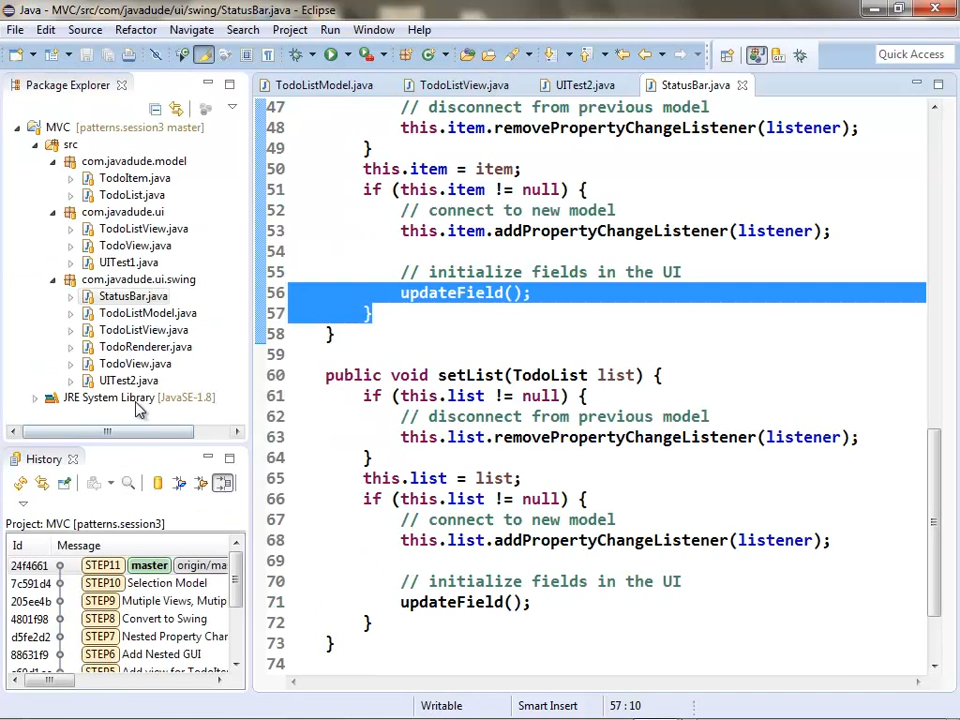 Java - MVC/src/com/javadude/ui/swing/StatusBar.java - Eclipse
File Edit Source Refactor Navigate Search Project Run Window Help
Quick Access
Package Explorer
TodoListModel.java TodoListView.java UITest2.java StatusBar.java
MVC [patterns.session3 master]
src
com.javadude.model
TodoItem.java
TodoList.java
com.javadude.ui
TodoListView.java
TodoView.java
UITest1.java
com.javadude.ui.swing
StatusBar.java
TodoListModel.java
TodoListView.java
TodoRenderer.java
TodoView.java
UITest2.java
JRE System Library [JavaSE-1.8]
History
Project: MVC [patterns.session3]
Id Message
24f4661 STEP11 master origin/ma
7c591d4 STEP10 Selection Model
205ee4b STEP9 Mutiple Views, Mutip
4801f98 STEP8 Convert to Swing
d5fe2d2 STEP7 Nested Property Char
88631f9 STEP6 Add Nested GUI
STEP5 Add view for TodoIte
47 // disconnect from previous model
48 this.item.removePropertyChangeListener(listener);
49 }
50 this.item = item;
51 if (this.item != null) {
52 // connect to new model
53 this.item.addPropertyChangeListener(listener);
54
55 // initialize fields in the UI
56 updateField();
57 }
58 }
59
60 public void setList(TodoList list) {
61 if (this.list != null) {
62 // disconnect from previous model
63 this.list.removePropertyChangeListener(listener);
64 }
65 this.list = list;
66 if (this.list != null) {
67 // connect to new model
68 this.list.addPropertyChangeListener(listener);
69
70 // initialize fields in the UI
71 updateField();
72 }
73 }
74
Writable Smart Insert 57 : 10